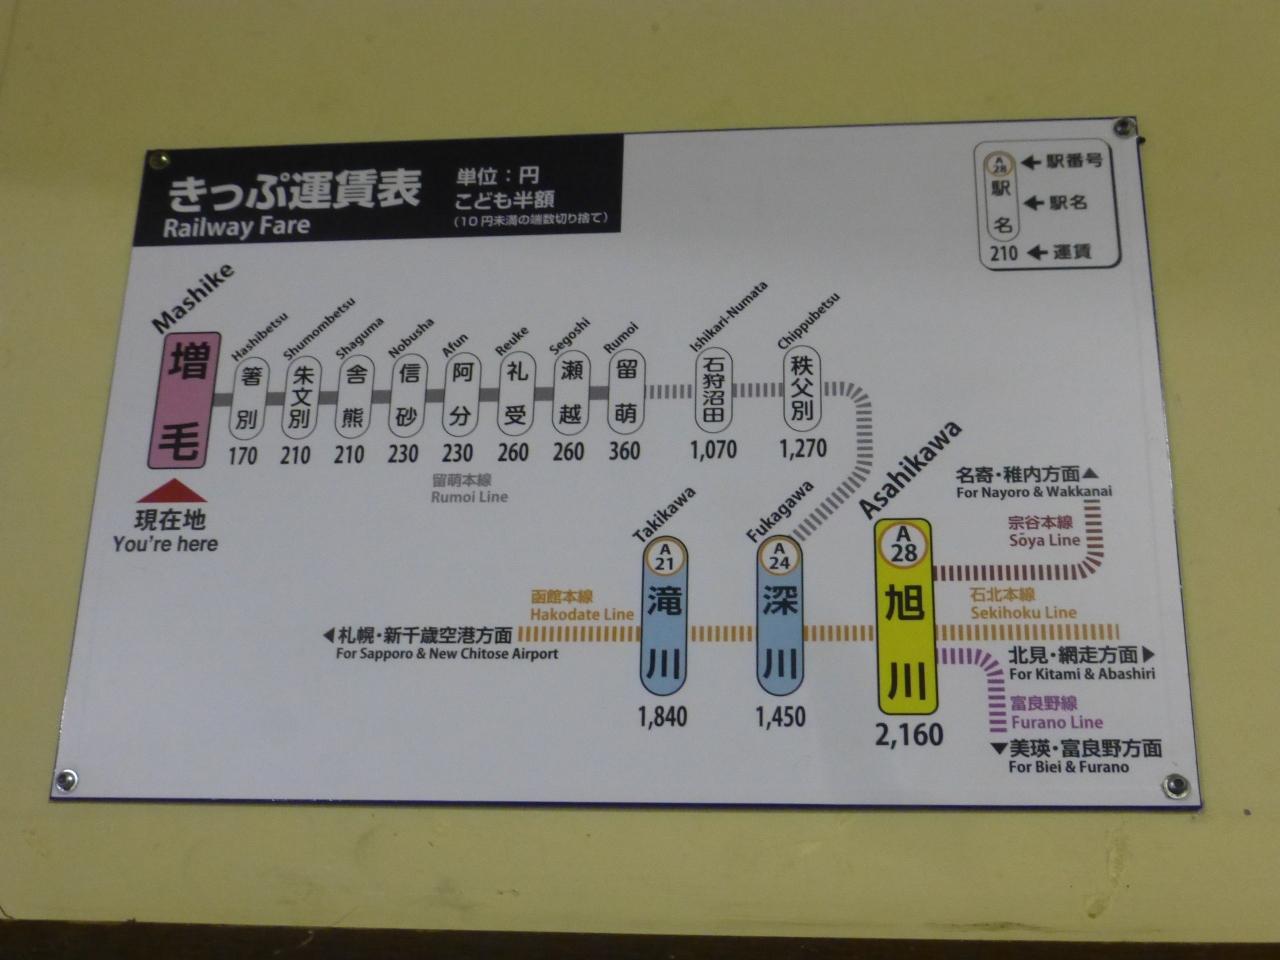 きっぷ運賃表
Railway Fare
単位：円
こども半額
(10円未満の端数切り捨て)
A
28
駅名
210
←駅番号
←駅名
←運賃
Mashike
増毛
現在地
You're here
Hashibetsu
箸別
170
Shumombetsu
朱文別
210
Shaguma
舎熊
210
Nobusha
信砂
230
Afun
阿分
230
Reuke
礼受
260
Segoshi
瀬越
260
Rumoi
留萌
360
Ishikari-Numata
石狩沼田
1,070
Chippubetsu
秩父別
1,270
留萌本線
Rumoi Line
Takikawa
A
21
滝川
1,840
Fukagawa
A
24
深川
1,450
Asahikawa
A
28
旭川
2,160
函館本線
Hakodate Line
◀札幌・新千歳空港方面
For Sapporo & New Chitose Airport
名寄・稚内方面▲
For Nayoro & Wakkanai
宗谷本線
Sōya Line
石北本線
Sekihoku Line
北見・網走方面▶
For Kitami & Abashiri
富良野線
Furano Line
▼美瑛・富良野方面
For Biei & Furano